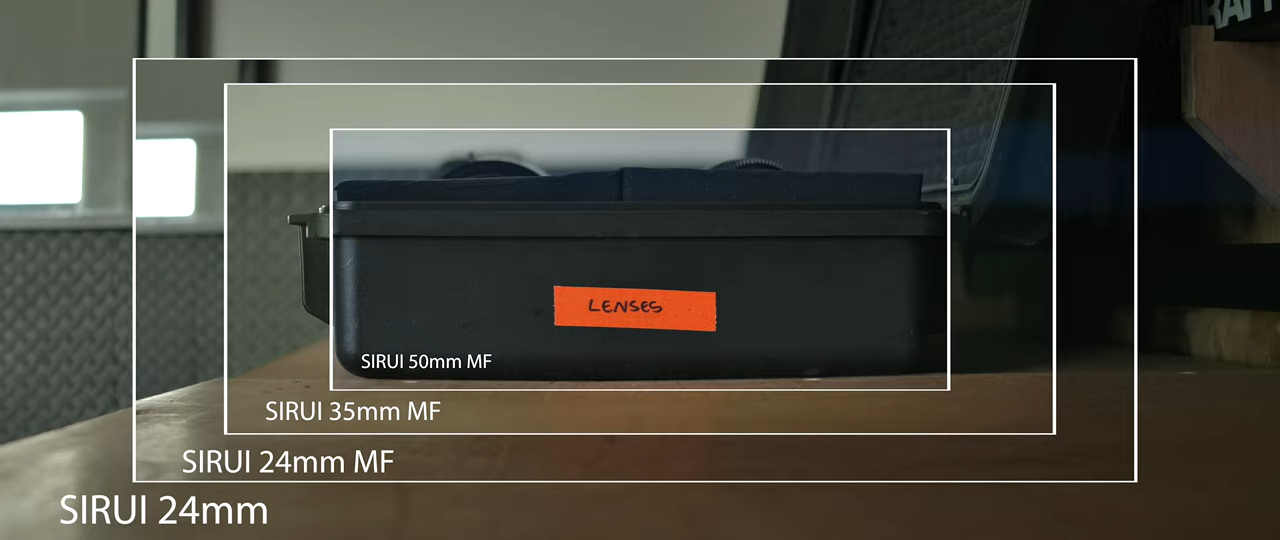 LENSES
SIRUI 50mm MF
SIRUI 35mm MF
SIRUI 24mm MF
SIRUI 24mm